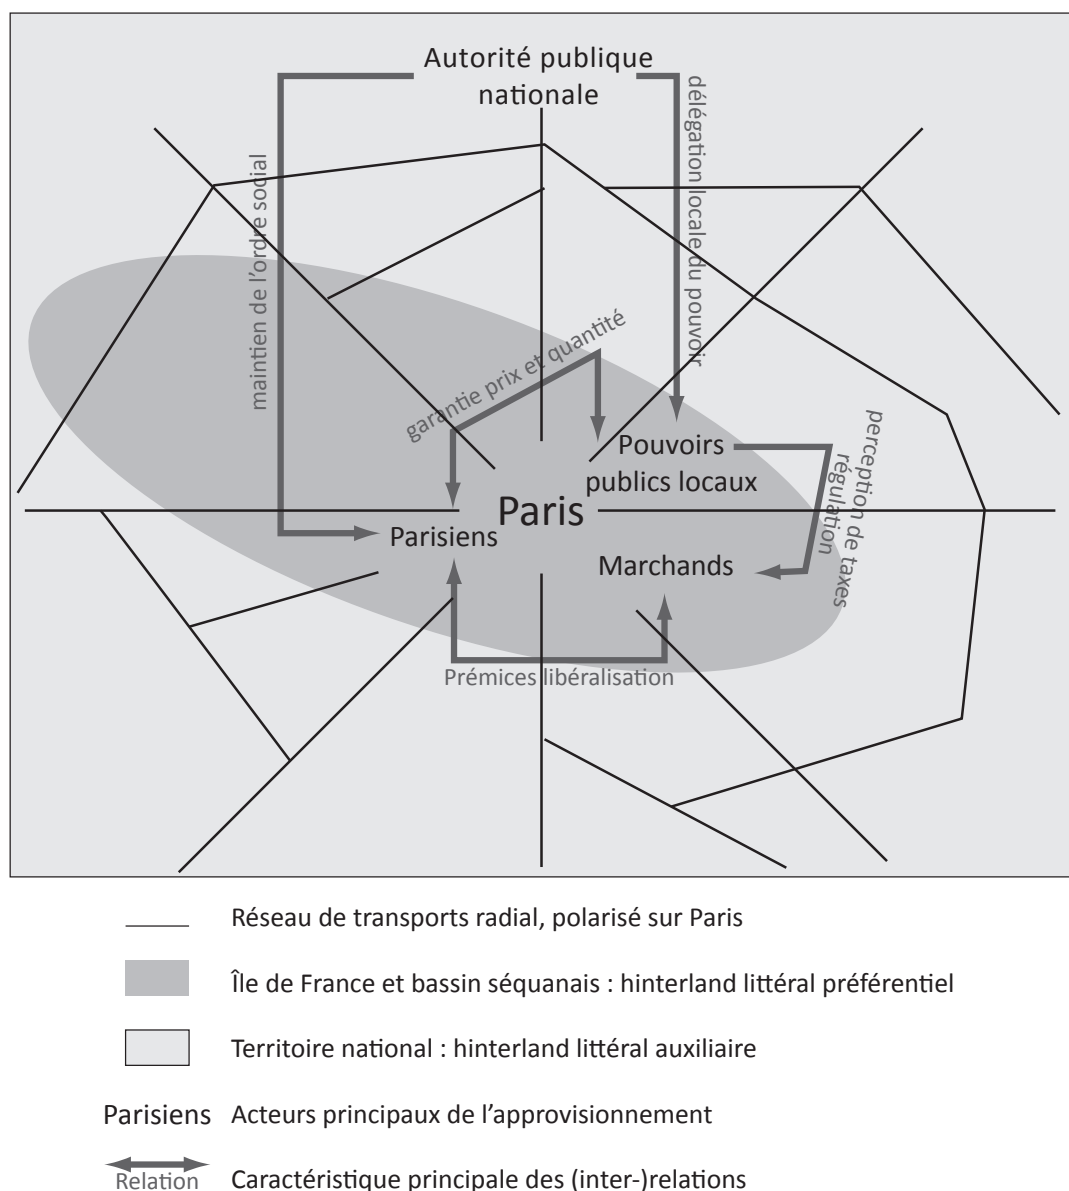 Autorité publique
nationale
maintien de l'ordre social
délégation locale du pouvoir
garantie prix et quantité
Pouvoirs
publics locaux
perception de taxes
régulation
Paris
Parisiens
Marchands
Prémices libéralisation
Réseau de transports radial, polarisé sur Paris
Île de France et bassin séquanais : hinterland littéral préférentiel
Territoire national : hinterland littéral auxiliaire
Parisiens Acteurs principaux de l'approvisionnement
Relation Caractéristique principale des (inter-)relations